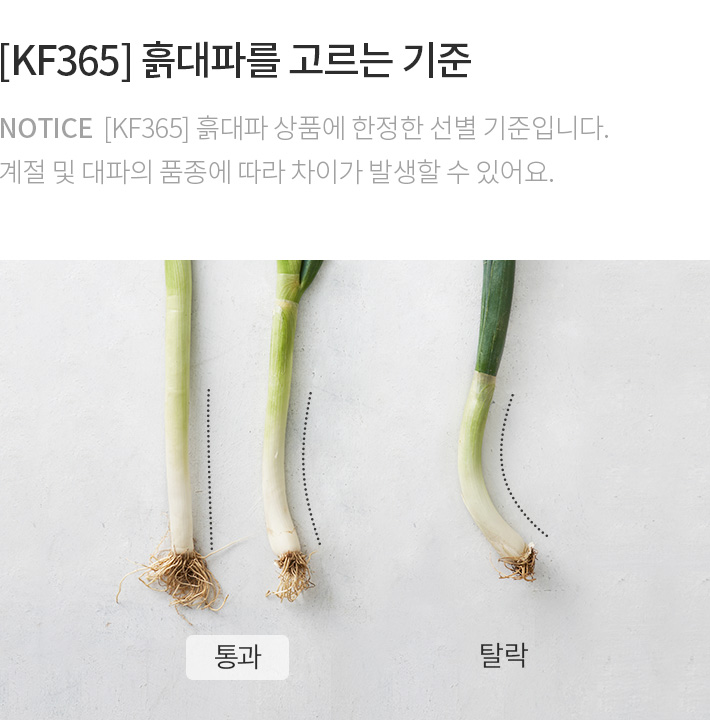 [KF365] 흙대파를 고르는 기준
NOTICE [KF365] 흙대파 상품에 한정한 선별 기준입니다.
계절 및 대파의 품종에 따라 차이가 발생할 수 있어요.
통과
탈락